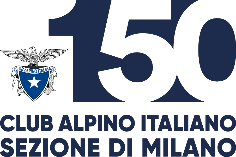 150
CLUB ALPINO ITALIANO
SEZIONE DI MILANO